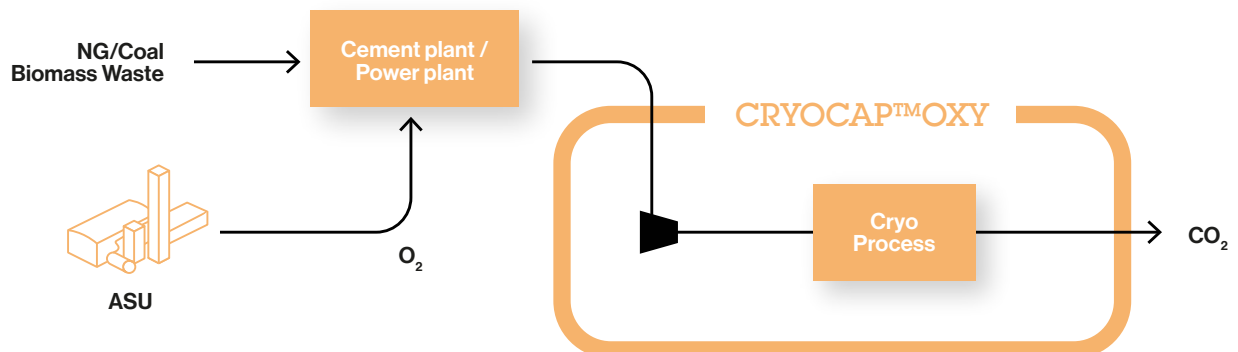 NG/Coal
Biomass Waste
Cement plant /
Power plant
CRYOCAP™OXY
Cryo
Process
CO₂
O₂
ASU